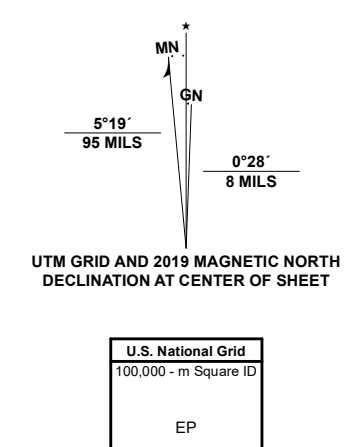 ★
MN
GN
5°19´
95 MILS
0°28´
8 MILS
UTM GRID AND 2019 MAGNETIC NORTH
DECLINATION AT CENTER OF SHEET
U.S. National Grid
100,000 - m Square ID
EP